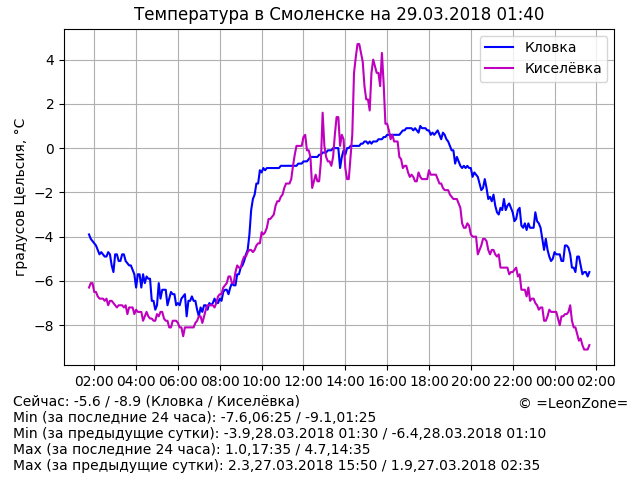 Температура в Смоленске на 29.03.2018 01:40
Кловка
Киселёвка
градусов Цельсия, °C
4
2
0
−2
−4
−6
−8
02:00 04:00 06:00 08:00 10:00 12:00 14:00 16:00 18:00 20:00 22:00 00:00 02:00
Сейчас: -5.6 / -8.9 (Кловка / Киселёвка)
© =LeonZone=
Min (за последние 24 часа): -7.6,06:25 / -9.1,01:25
Min (за предыдущие сутки): -3.9,28.03.2018 01:30 / -6.4,28.03.2018 01:10
Max (за последние 24 часа): 1.0,17:35 / 4.7,14:35
Max (за предыдущие сутки): 2.3,27.03.2018 15:50 / 1.9,27.03.2018 02:35